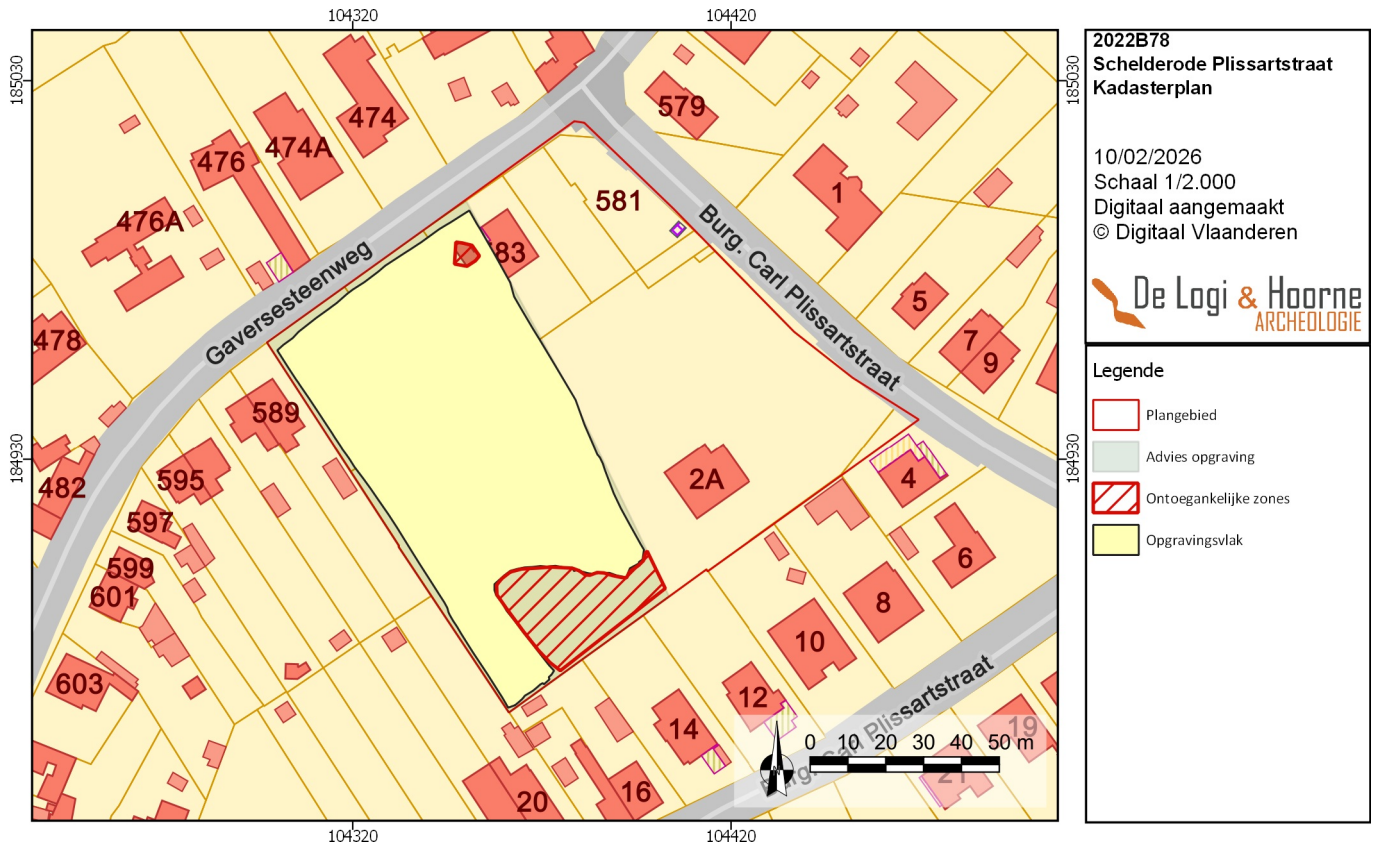 104320
104420
185030
185030
184930
184930
104320
104420
474
474A
476
476A
478
482
579
581
83
1
5
7
9
589
595
597
599
601
603
2A
4
6
8
10
12
14
16
20
19
21
Gaversesteenweg
Burg. Carl Plissartstraat
Burg. Carl Plissartstraat
N
0 10 20 30 40 50 m
2022B78
Schelderode Plissartstraat
Kadasterplan
10/02/2026
Schaal 1/2.000
Digitaal aangemaakt
© Digitaal Vlaanderen
De Logi & Hoorne
ARCHEOLOGIE
Legende
Plangebied
Advies opgraving
Ontoegankelijke zones
Opgravingsvlak